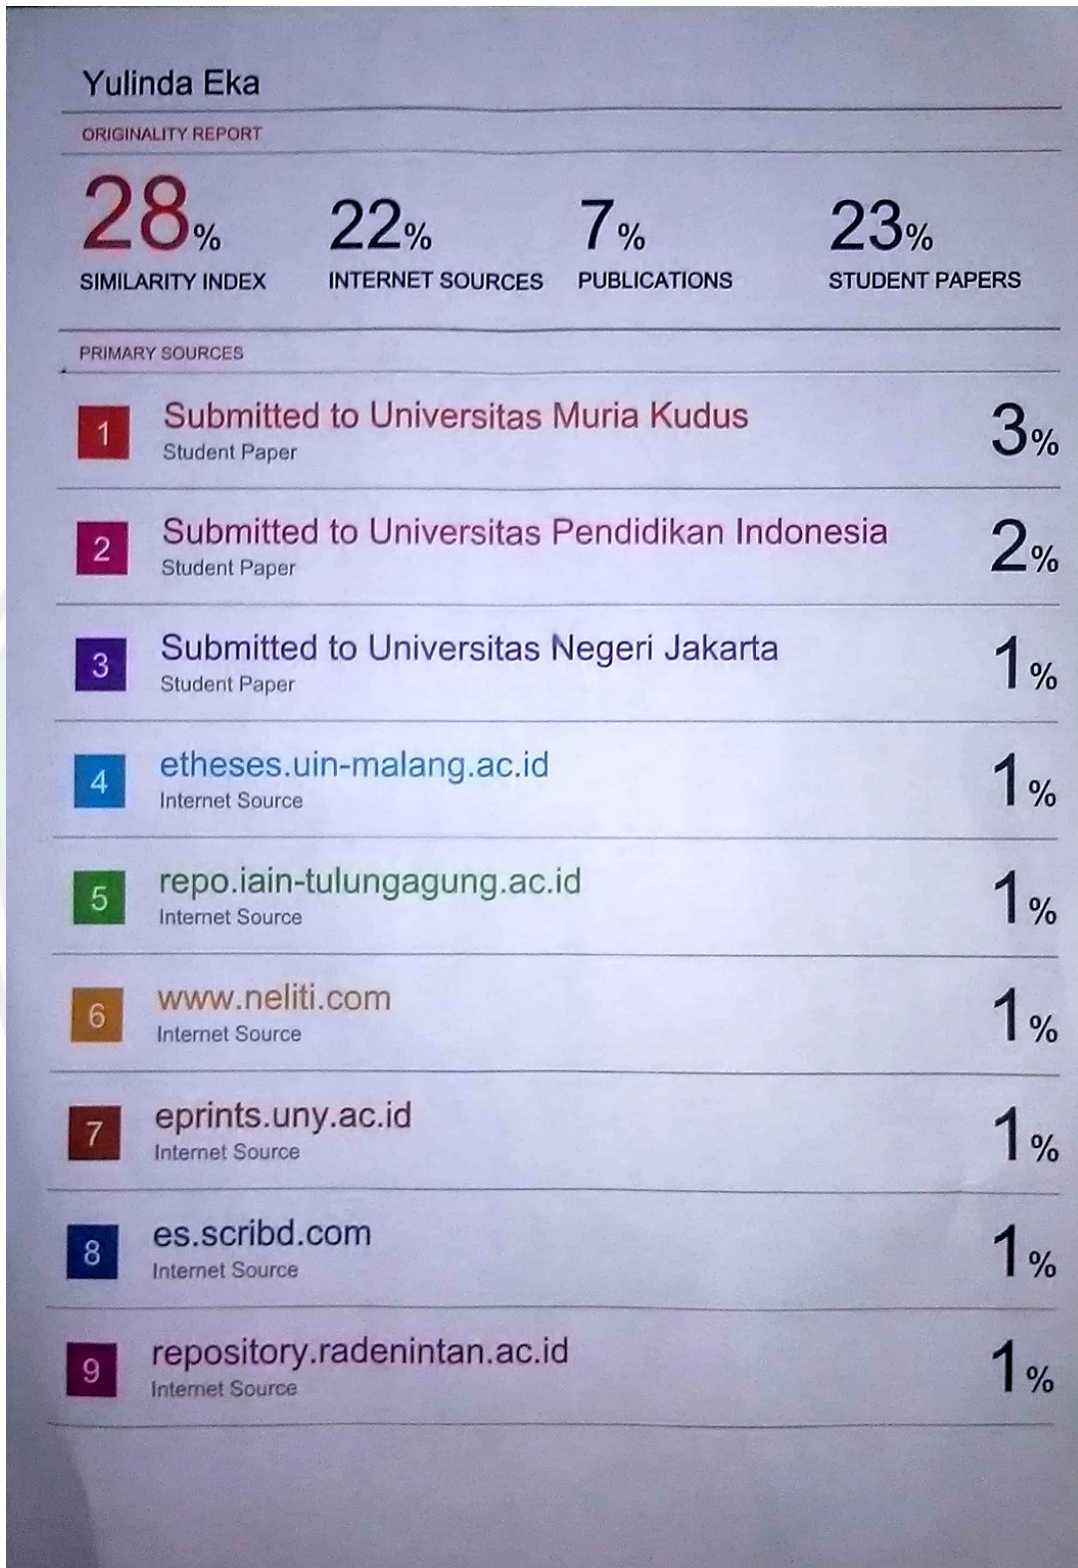 Yulinda Eka
ORIGINALITY REPORT
28% 22% 7% 23%
SIMILARITY INDEX INTERNET SOURCES PUBLICATIONS STUDENT PAPERS
PRIMARY SOURCES
1 Submitted to Universitas Muria Kudus 3%
Student Paper
2 Submitted to Universitas Pendidikan Indonesia 2%
Student Paper
3 Submitted to Universitas Negeri Jakarta 1%
Student Paper
4 etheses.uin-malang.ac.id 1%
Internet Source
5 repo.iain-tulungagung.ac.id 1%
Internet Source
6 www.neliti.com 1%
Internet Source
7 eprints.uny.ac.id 1%
Internet Source
8 es.scribd.com 1%
Internet Source
9 repository.radenintan.ac.id 1%
Internet Source